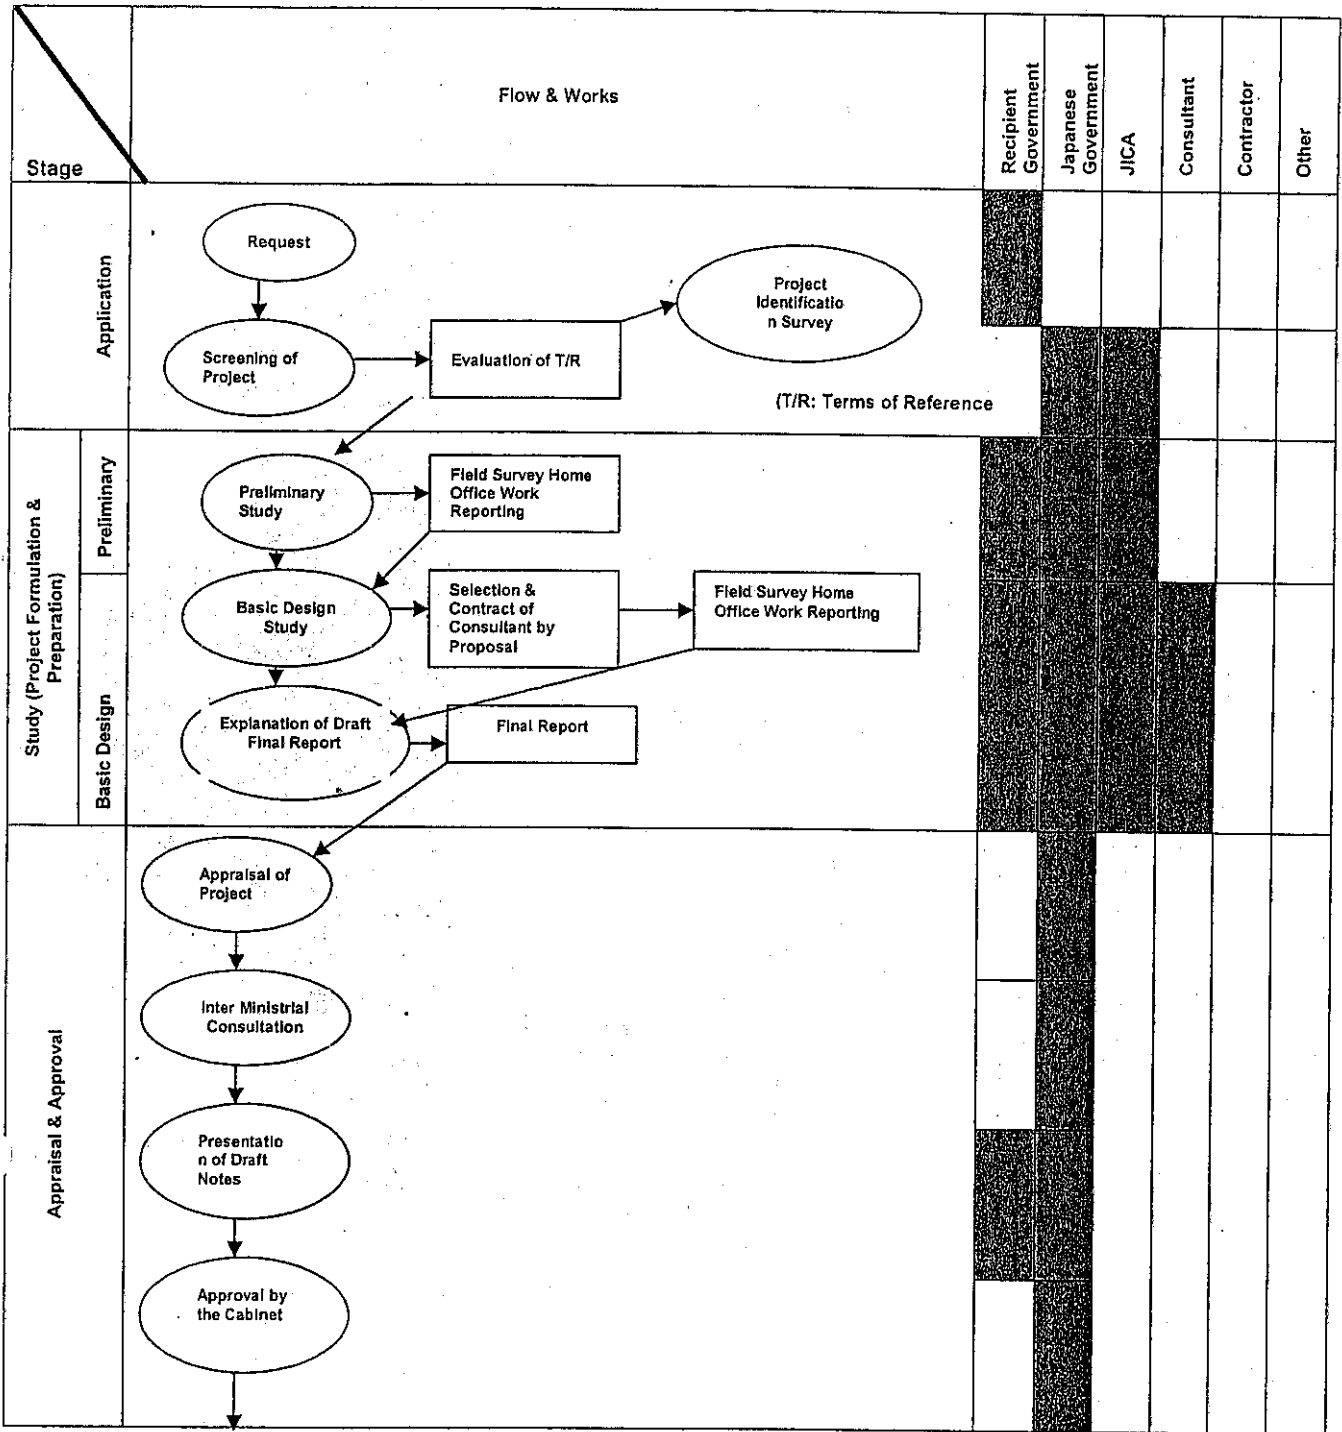 Stage
Flow & Works
Recipient
Government
Japanese
Government
JICA
Consultant
Contractor
Other
Application
Request
Screening of
Project
Evaluation of T/R
Project
Identificatio
n Survey
(T/R: Terms of Reference
Study (Project Formulation &
Preparation)
Preliminary
Preliminary
Study
Field Survey Home
Office Work
Reporting
Basic Design
Basic Design
Study
Selection &
Contract of
Consultant by
Proposal
Field Survey Home
Office Work Reporting
Explanation of Draft
Final Report
Final Report
Appraisal & Approval
Appraisal of
Project
Inter Ministrial
Consultation
Presentatio
n of Draft
Notes
Approval by
the Cabinet